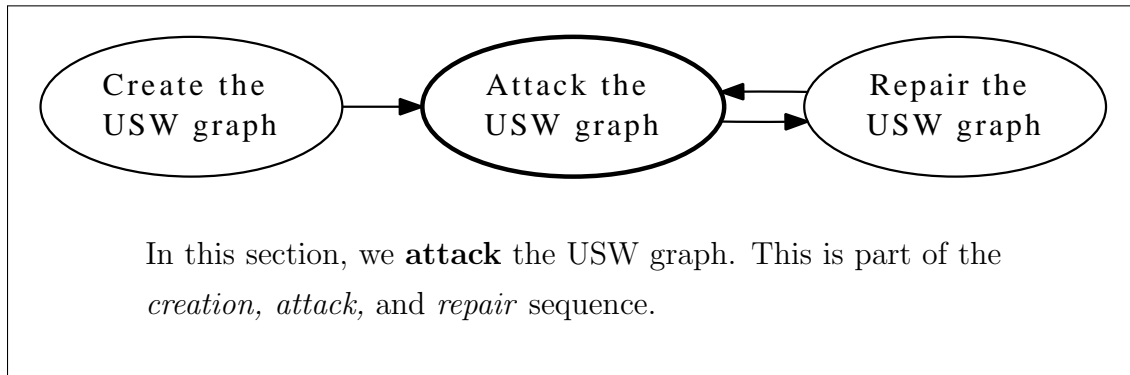 Create the
USW graph
Attack the
USW graph
Repair the
USW graph
In this section, we attack the USW graph. This is part of the
creation, attack, and repair sequence.